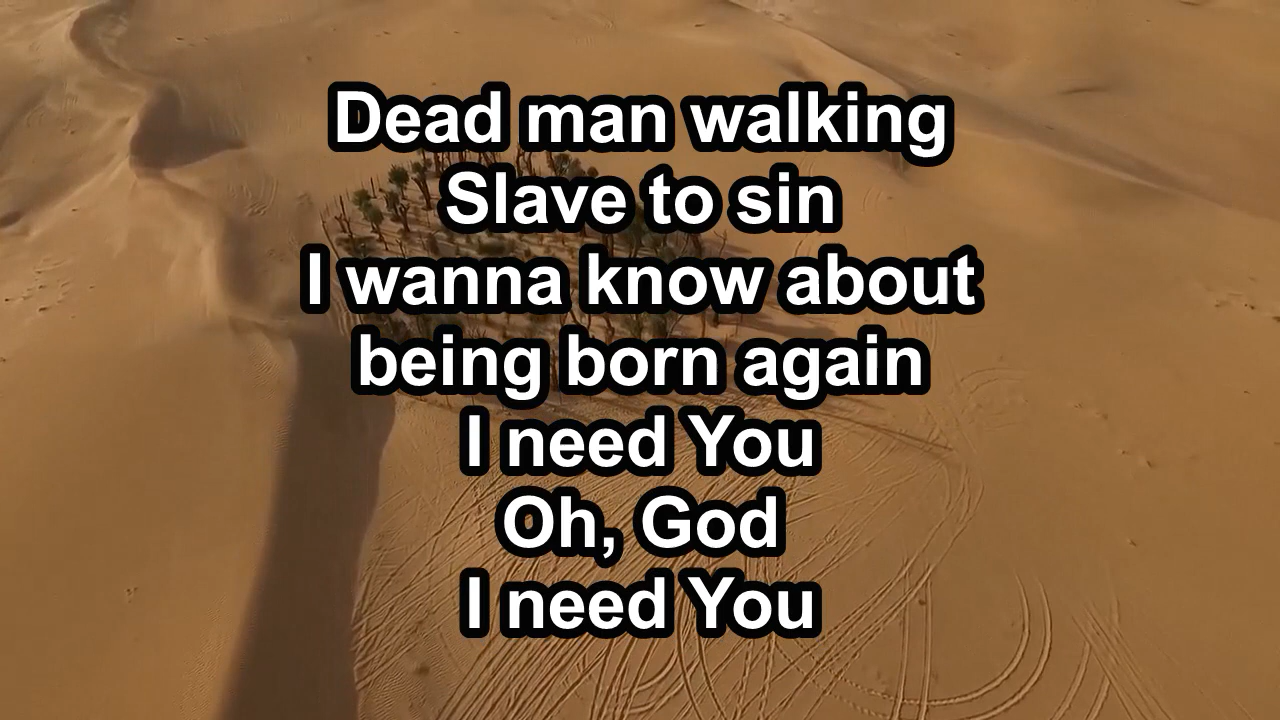 Dead man walking
Slave to sin
I wanna know about
being born again
I need You
Oh, God
I need You